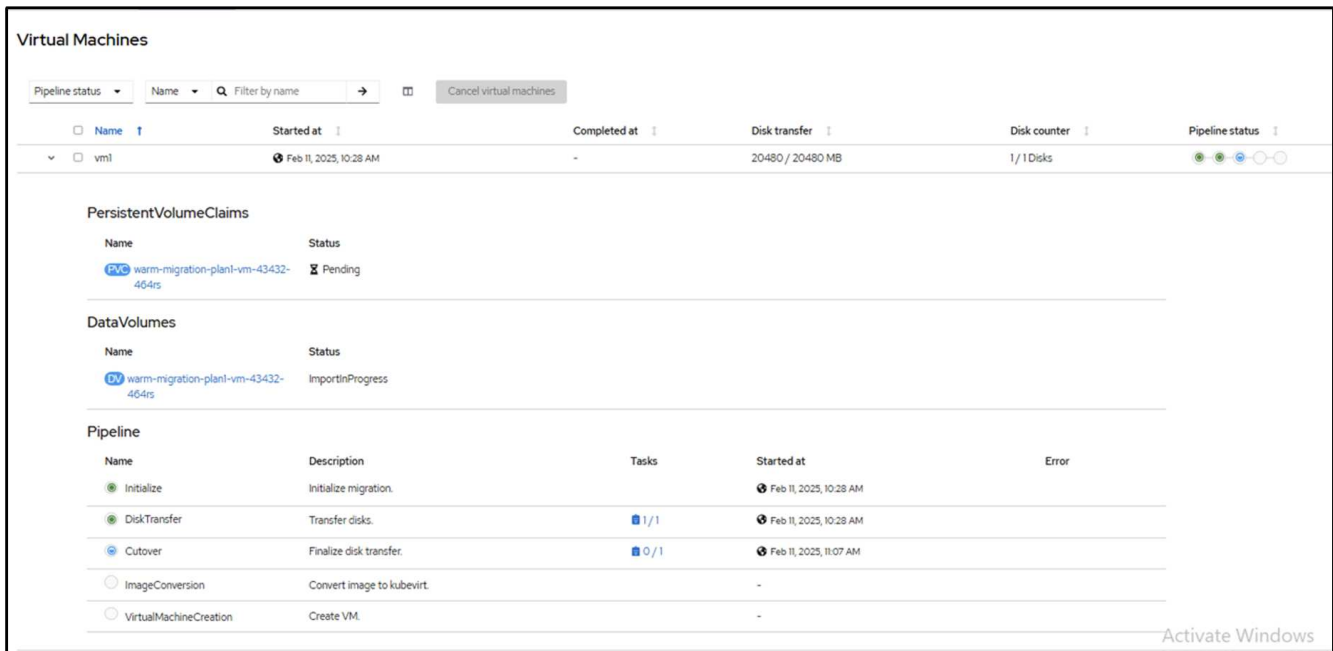 Virtual Machines
Pipeline status Name Filter by name Cancel virtual machines
Name Started at Completed at Disk transfer Disk counter Pipeline status
vm1 Feb 11, 2025, 10:28 AM - 20480 / 20480 MB 1 / 1 Disks
PersistentVolumeClaims
Name Status
PVC warm-migration-plan1-vm-43432- Pending
464rs
DataVolumes
Name Status
DV warm-migration-plan1-vm-43432- ImportInProgress
464rs
Pipeline
Name Description Tasks Started at Error
Initialize Initialize migration. Feb 11, 2025, 10:28 AM
DiskTransfer Transfer disks. 1 / 1 Feb 11, 2025, 10:28 AM
Cutover Finalize disk transfer. 0 / 1 Feb 11, 2025, 11:07 AM
ImageConversion Convert image to kubevirt. -
VirtualMachineCreation Create VM. -
Activate Windows